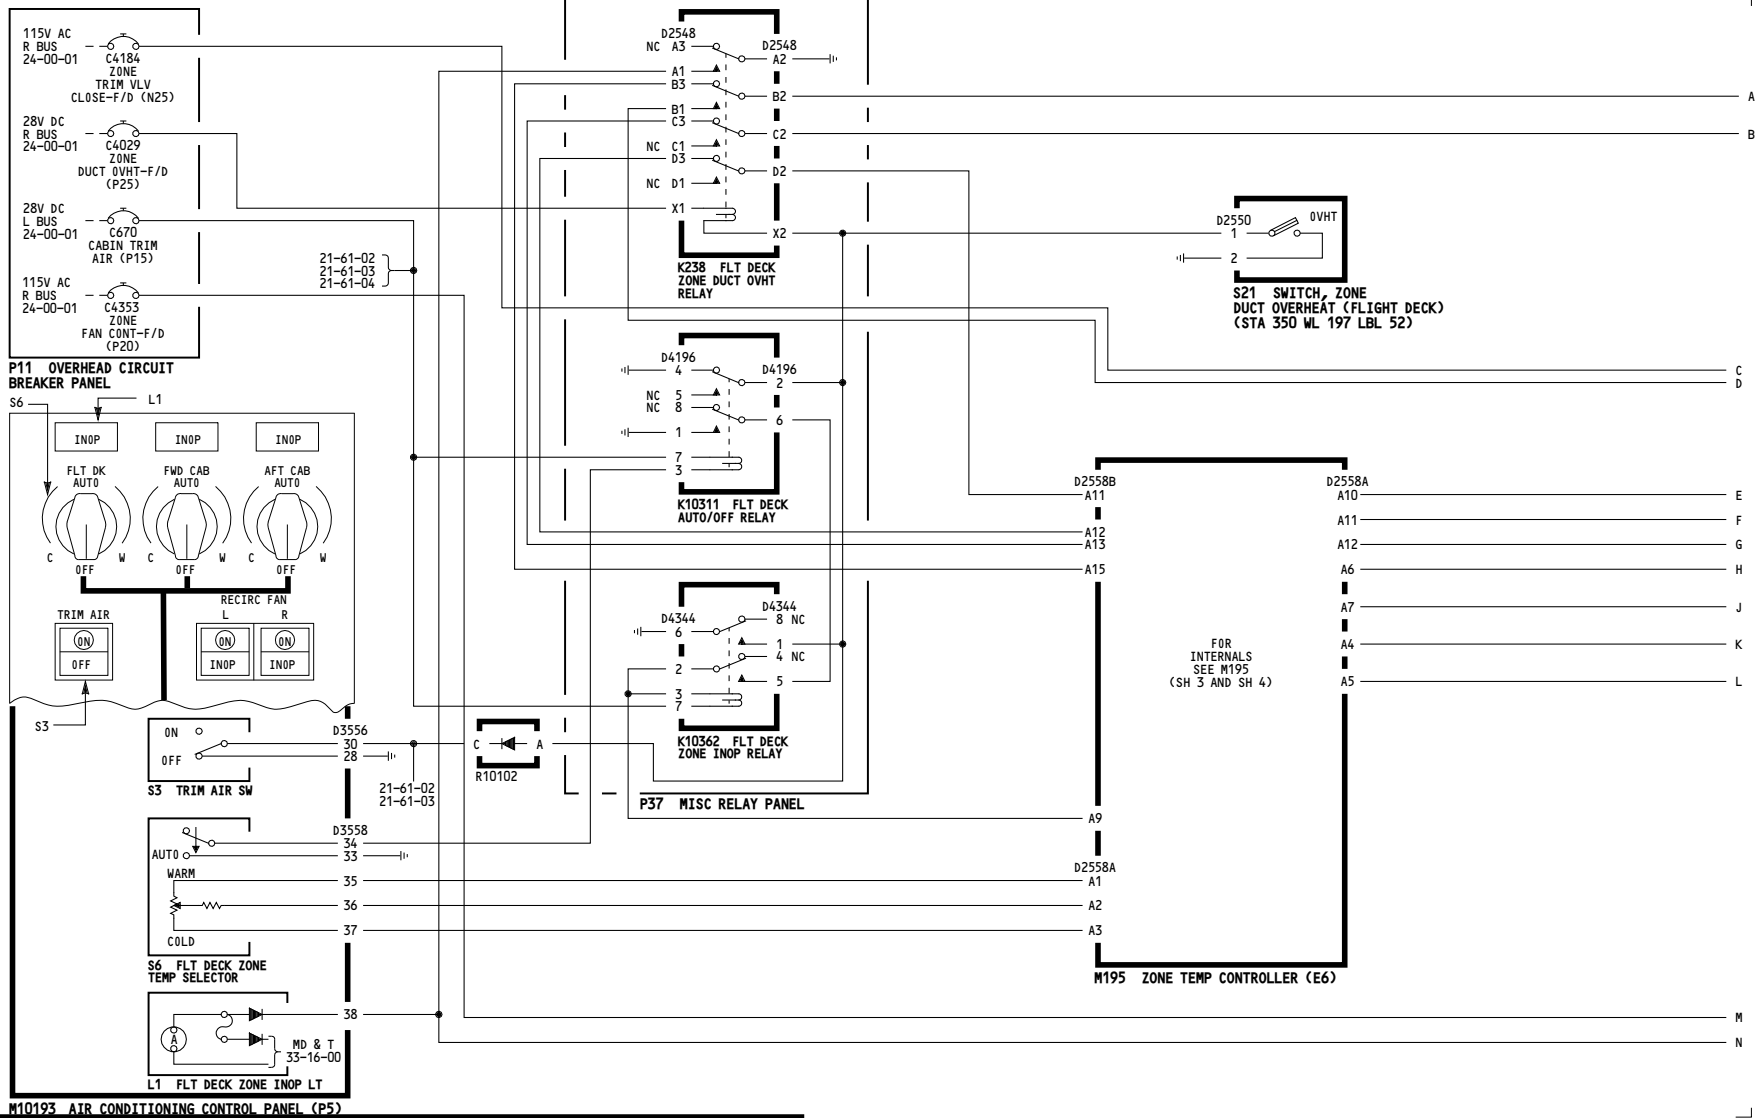 115V AC
R BUS
24-00-01
C4184
ZONE
TRIM VLV
CLOSE-F/D (N25)
28V DC
R BUS
24-00-01
C4029
ZONE
DUCT OVHT-F/D
(P25)
28V DC
L BUS
24-00-01
C670
CABIN TRIM
AIR (P15)
115V AC
R BUS
24-00-01
C4353
ZONE
FAN CONT-F/D
(P20)
P11 OVERHEAD CIRCUIT
BREAKER PANEL
21-61-02
21-61-03
21-61-04
D2548
D2548
NC A3
A2
A1
B3
B2
B1
C3
C2
NC C1
D3
D2
NC D1
X1
X2
K238 FLT DECK
ZONE DUCT OVHT
RELAY
A
B
D2550
OVHT
1
2
S21 SWITCH, ZONE
DUCT OVERHEAT (FLIGHT DECK)
(STA 350 WL 197 LBL 52)
D4196
D4196
4
2
NC 5
NC 8
6
1
7
3
K10311 FLT DECK
AUTO/OFF RELAY
C
D
S6
L1
INOP
INOP
INOP
FLT DK
AUTO
FWD CAB
AUTO
AFT CAB
AUTO
C
W
C
W
C
W
OFF
OFF
OFF
RECIRC FAN
TRIM AIR
L
R
ON
OFF
ON
INOP
ON
INOP
S3
D4344
D4344
8 NC
6
1
4 NC
2
5
3
7
K10362 FLT DECK
ZONE INOP RELAY
D2558B
D2558A
A11
A12
A13
A15
A10
A11
A12
A6
A7
A4
A5
E
F
G
H
J
K
L
FOR
INTERNALS
SEE M195
(SH 3 AND SH 4)
ON
OFF
D3556
30
28
S3 TRIM AIR SW
21-61-02
21-61-03
C
A
R10102
P37 MISC RELAY PANEL
A9
D3558
34
33
AUTO
WARM
35
36
37
COLD
S6 FLT DECK ZONE
TEMP SELECTOR
D2558A
A1
A2
A3
M195 ZONE TEMP CONTROLLER (E6)
38
A
MD & T
33-16-00
L1 FLT DECK ZONE INOP LT
M
N
M10193 AIR CONDITIONING CONTROL PANEL (P5)